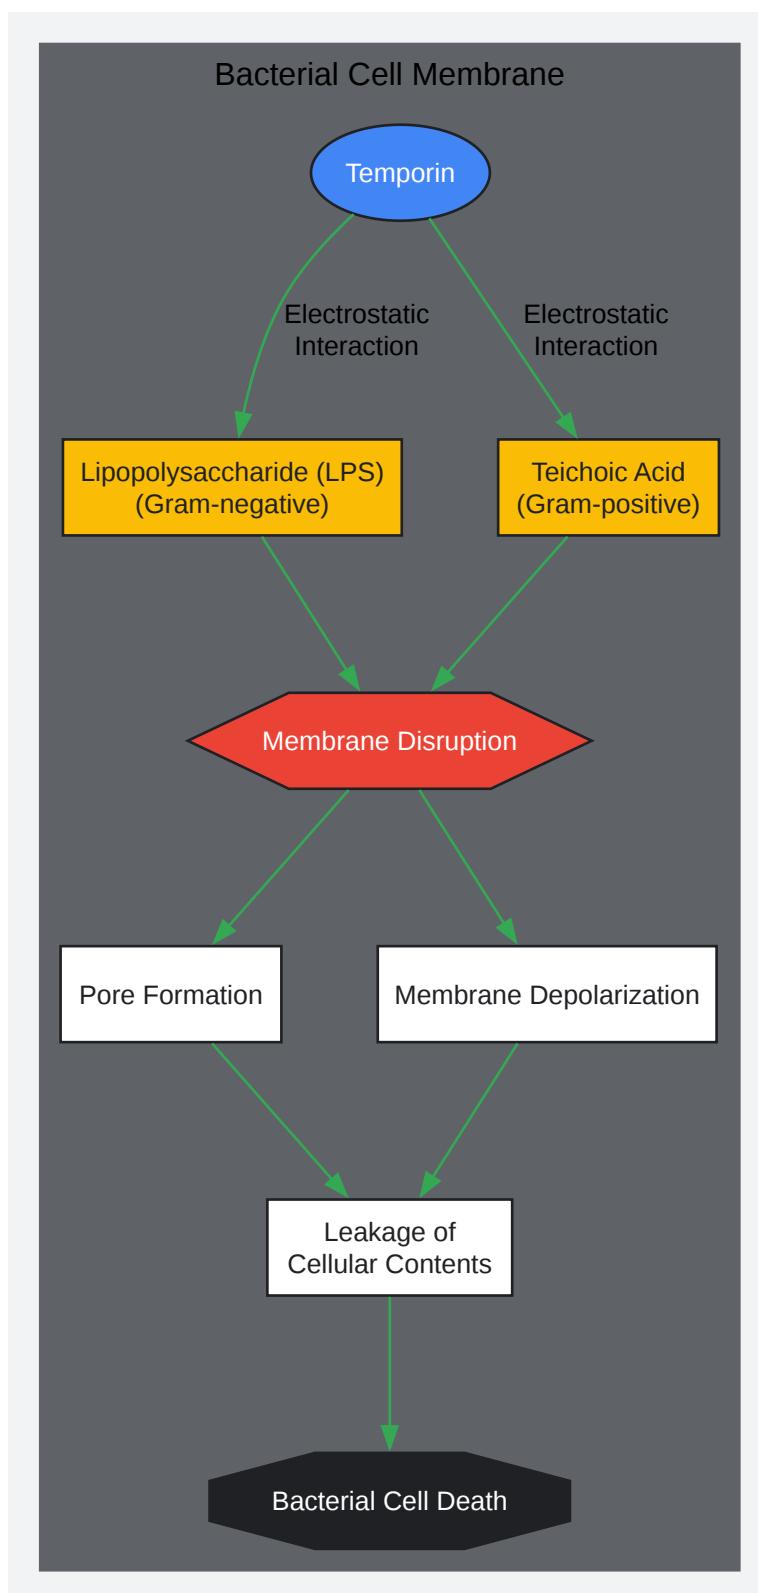 Bacterial Cell Membrane
Temporin
Electrostatic
Interaction
Electrostatic
Interaction
Lipopolysaccharide (LPS)
(Gram-negative)
Teichoic Acid
(Gram-positive)
Membrane Disruption
Pore Formation
Membrane Depolarization
Leakage of
Cellular Contents
Bacterial Cell Death